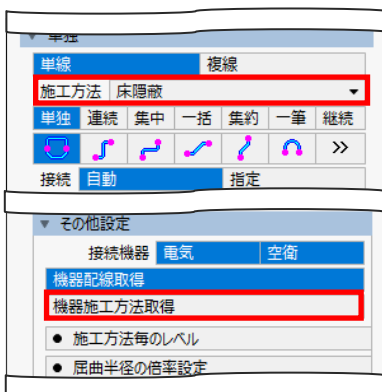 ▼ 単独
単線 複線
施工方法 床隠蔽
単独 連続 集中 一括 集約 一筆 継続
>>
接続 自動 指定
▼ その他設定
接続機器 電気 空衛
機器配線取得
機器施工方法取得
● 施工方法毎のレベル
● 屈曲半径の倍率設定